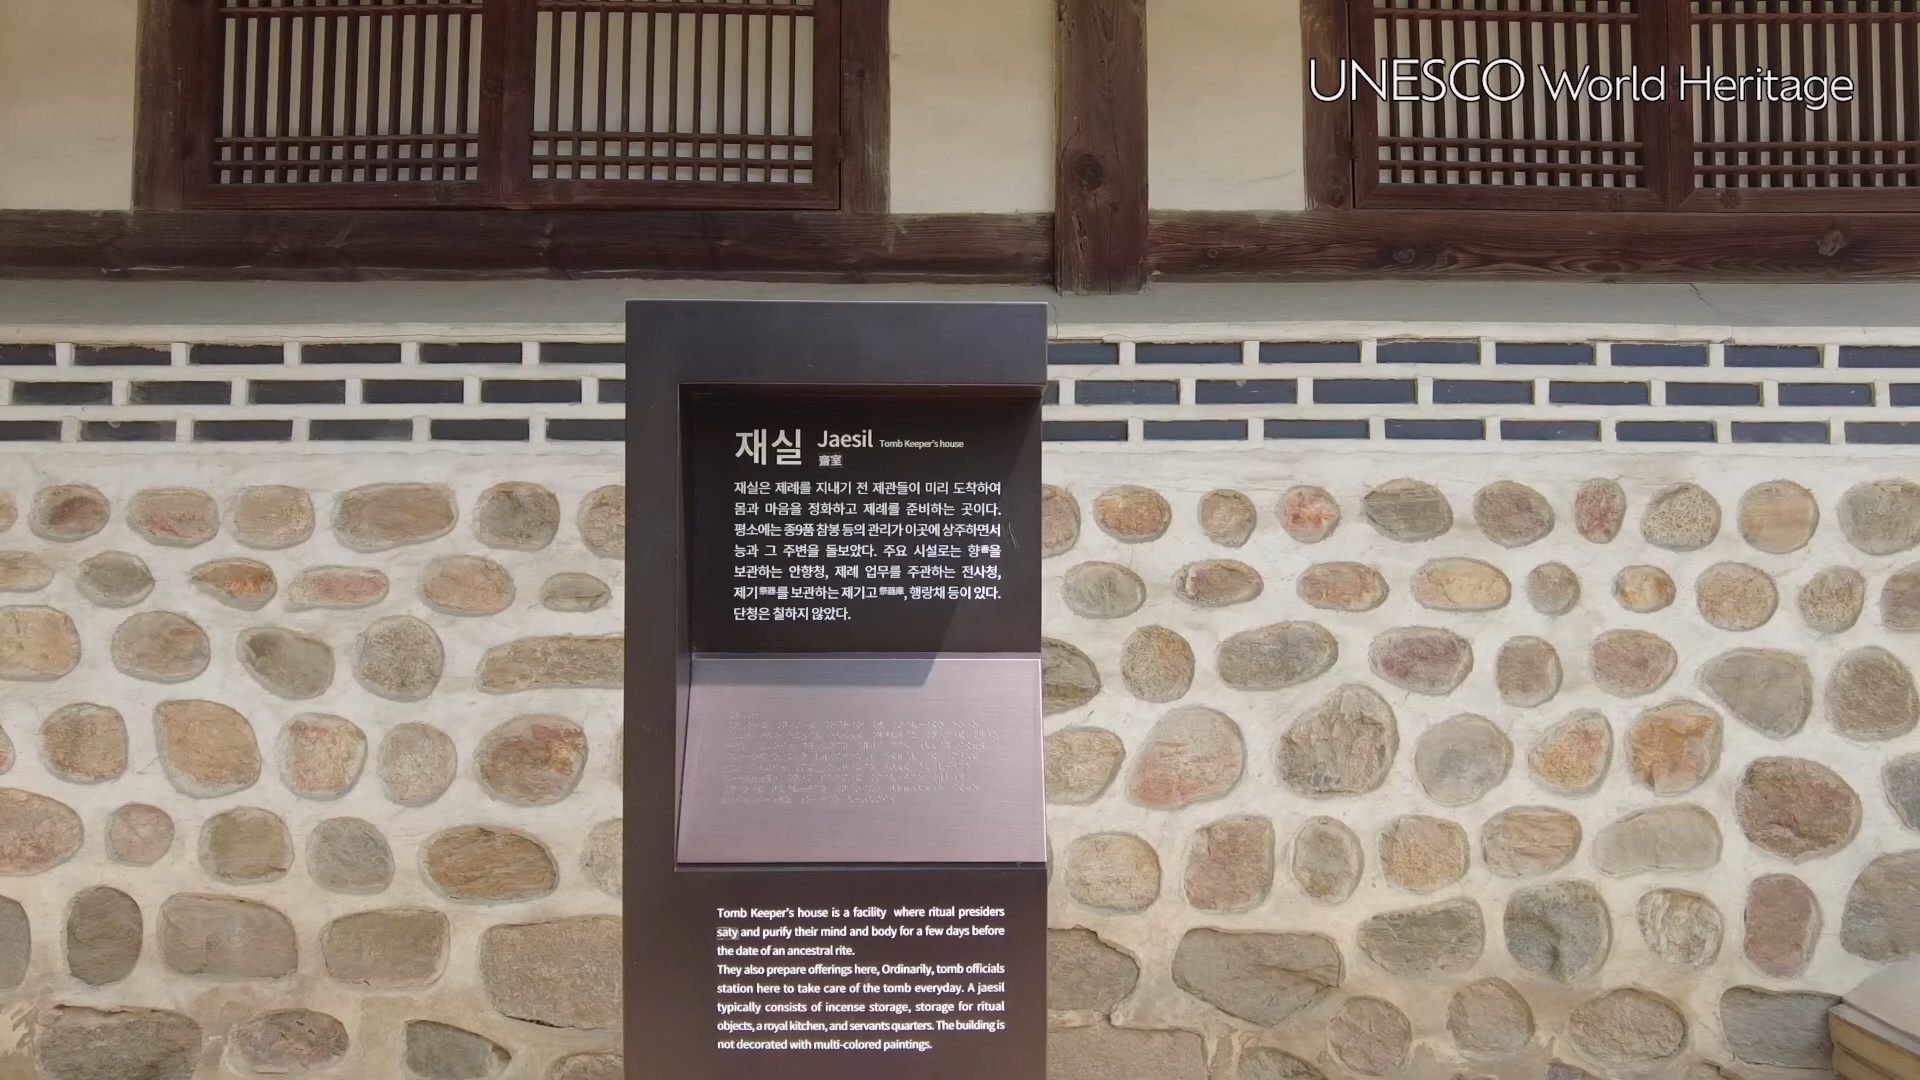 UNESCO World Heritage
재실 Jaesil Tomb Keeper's house
齋室
재실은 제례를 지내기 전 제관들이 미리 도착하여
몸과 마음을 정화하고 제례를 준비하는 곳이다.
평소에는 종9품 참봉 등의 관리가 이곳에 상주하면서
능과 그 주변을 돌보았다. 주요 시설로는 향香을
보관하는 안향청, 제례 업무를 주관하는 전사청,
제기祭器를 보관하는 제기고祭器庫, 행랑채 등이 있다.
단청은 칠하지 않았다.
Tomb Keeper's house is a facility where ritual presiders
saty and purify their mind and body for a few days before
the date of an ancestral rite.
They also prepare offerings here, Ordinarily, tomb officials
station here to take care of the tomb everyday. A jaesil
typically consists of incense storage, storage for ritual
objects, a royal kitchen, and servants quarters. The building is
not decorated with multi-colored paintings.